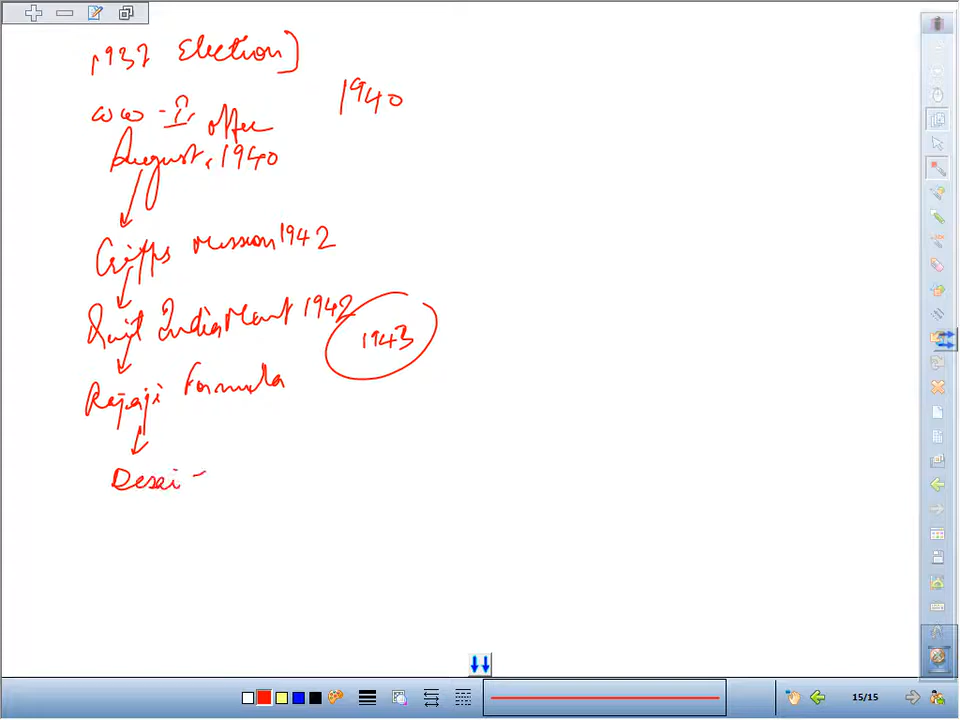 1937 Election]
1940
WW-II
offer
August, 1940
Cripps Mission 1942
Quit India Mant 1942
1943
Rajaji Formula
Desai -
15/15